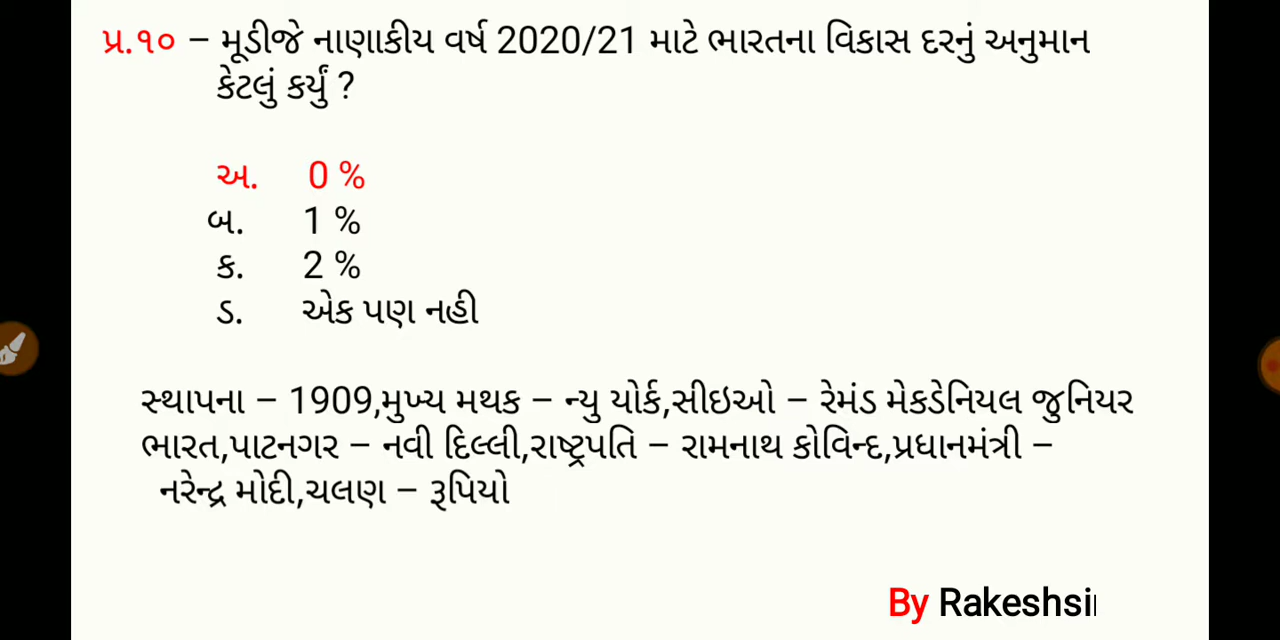 પ્ર.૧૦ – મૂડીજે નાણાકીય વર્ષ 2020/21 માટે ભારતના વિકાસ દરનું અનુમાન
કેટલું કર્યું ?
અ. 0 %
બ. 1 %
ક. 2 %
ડ. એક પણ નહી
સ્થાપના – 1909,મુખ્ય મથક – ન્યુ યોર્ક,સીઇઓ – રેમંડ મેકડેનિયલ જુનિયર
ભારત,પાટનગર – નવી દિલ્લી,રાષ્ટ્રપતિ – રામનાથ કોવિન્દ,પ્રધાનમંત્રી –
નરેન્દ્ર મોદી,ચલણ – રૂપિયો
By Rakeshsi